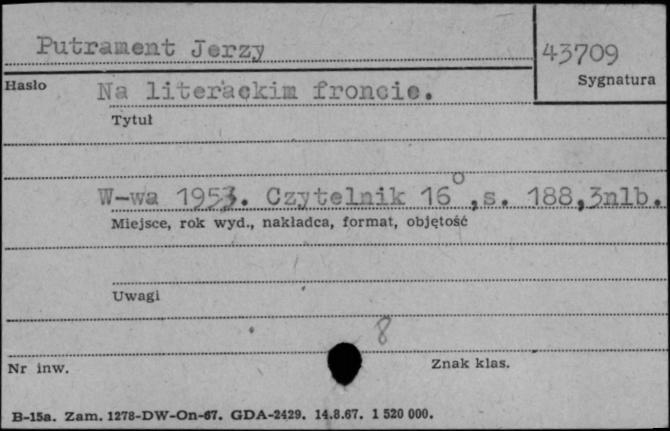 Putrament Jerzy
43709
Hasło
Sygnatura
Na literackim froncie.
Tytuł
W-wa 1953. Czytelnik 16°,s. 188,3nlb.
Miejsce, rok wyd., nakładca, format, objętość
Uwagi
8
Nr inw.
Znak klas.
B-15a. Zam. 1278-DW-On-67. GDA-2429. 14.8.67. 1 520 000.